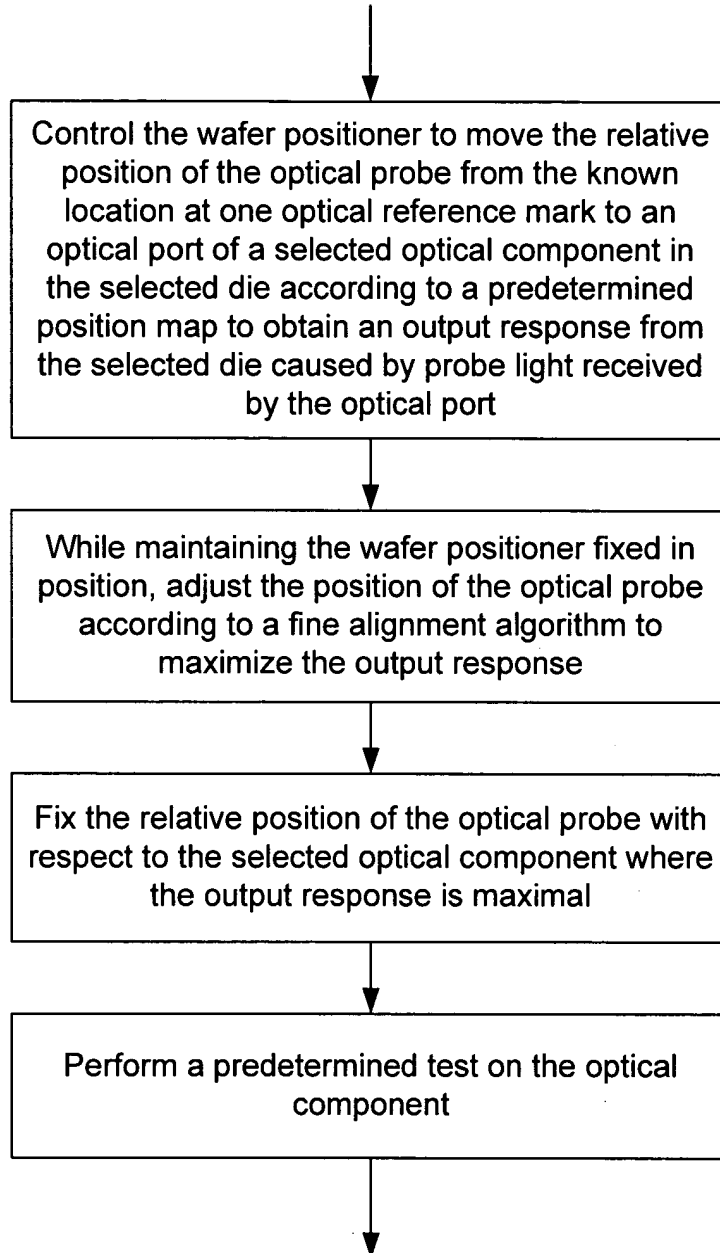 Control the wafer positioner to move the relative
position of the optical probe from the known
location at one optical reference mark to an
optical port of a selected optical component in
the selected die according to a predetermined
position map to obtain an output response from
the selected die caused by probe light received
by the optical port
While maintaining the wafer positioner fixed in
position, adjust the position of the optical probe
according to a fine alignment algorithm to
maximize the output response
Fix the relative position of the optical probe with
respect to the selected optical component where
the output response is maximal
Perform a predetermined test on the optical
component